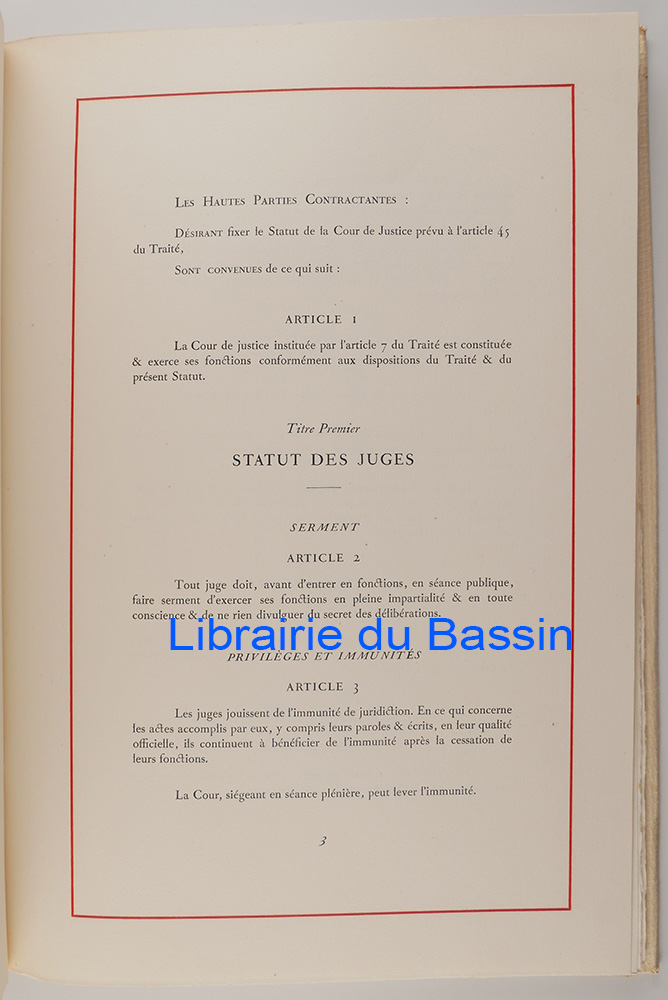 Les Hautes Parties Contractantes :
Désirant fixer le Statut de la Cour de Justice prévu à l'article 45
du Traité,
Sont convenues de ce qui suit :
ARTICLE 1
La Cour de justice instituée par l'article 7 du Traité est constituée
& exerce ses fonctions conformément aux dispositions du Traité & du
présent Statut.
Titre Premier
STATUT DES JUGES
SERMENT
ARTICLE 2
Tout juge doit, avant d'entrer en fonctions, en séance publique,
faire serment d'exercer ses fonctions en pleine impartialité & en toute
conscience & de ne rien divulguer du secret des délibérations.
Librairie du Bassin
PRIVILÈGES ET IMMUNITÉS
ARTICLE 3
Les juges jouissent de l'immunité de juridiction. En ce qui concerne
les actes accomplis par eux, y compris leurs paroles & écrits, en leur qualité
officielle, ils continuent à bénéficier de l'immunité après la cessation de
leurs fonctions.
La Cour, siégeant en séance plénière, peut lever l'immunité.
3